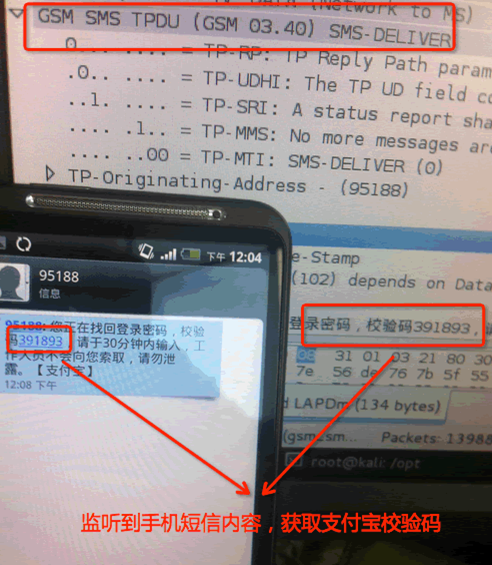 (Network to MS)
GSM SMS TPDU (GSM 03.40) SMS-DELIVER
0... .... = TP-RP: TP Reply Path param
.0.. .... = TP-UDHI: The TP UD field co
..1. .... = TP-SRI: A status report sha
.... .1.. = TP-MMS: No more messages are
.... ..00 = TP-MTI: SMS-DELIVER (0)
TP-Originating-Address - (95188)
下午 12:04
95188
信息
95188: 您正在找回登录密码，校验
码391893，请于30分钟内输入，工
作人员不会向您索取，请勿泄
露。【支付宝】
12:08 下午
e-Stamp
(102) depends on Data
登录密码，校验码391893，请
08 31 01 03 21 80 30
7e 56 de 76 7b 5f 55
d LAPDm (134 bytes)
(gsm1sm... Packets: 13988
root@kali: /opt
监听到手机短信内容，获取支付宝校验码